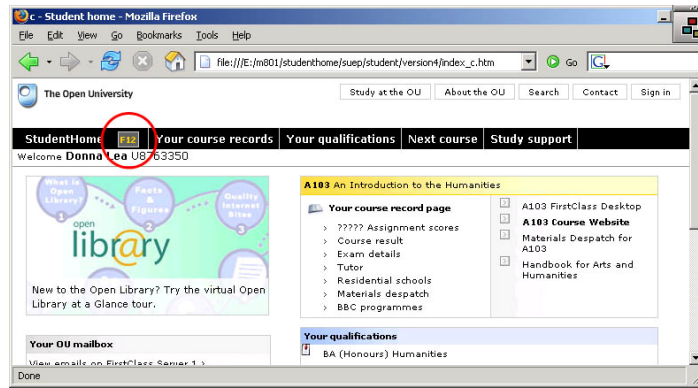 c - Student home - Mozilla Firefox
File Edit View Go Bookmarks Tools Help
file:///E:/m801/studenthome/suep/student/version4/index_c.htm Go G
The Open University
Study at the OU About the OU Search Contact Sign in
StudentHome F12 Your course records Your qualifications Next course Study support
Welcome Donna Lea U8763350
What is Open Library?
1
Facts & Figures
2
Quality Internet Sites
3
open
libr@ry
New to the Open Library? Try the virtual Open
Library at a Glance tour.
A103 An Introduction to the Humanities
Your course record page
› ????? Assignment scores
› Course result
› Exam details
› Tutor
› Residential schools
› Materials despatch
› BBC programmes
A103 FirstClass Desktop
A103 Course Website
Materials Despatch for
A103
Handbook for Arts and
Humanities
Your OU mailbox
View emails on FirstClass Server 1 ›
Your qualifications
BA (Honours) Humanities
Done